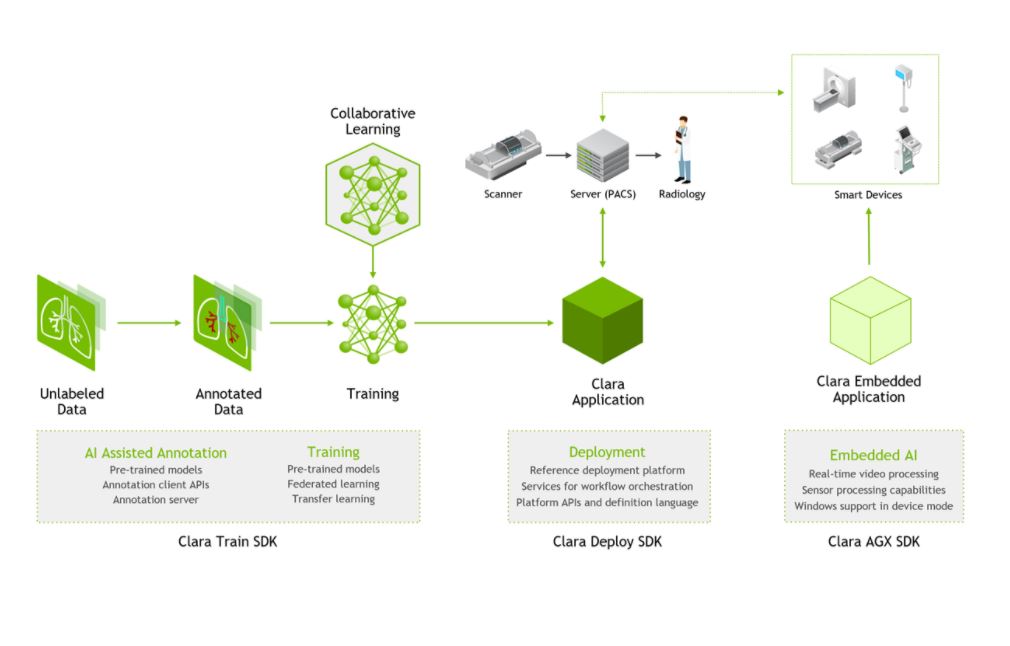 Collaborative
Learning
Scanner
Server (PACS)
Radiology
Smart Devices
Unlabeled
Data
Annotated
Data
Training
Clara
Application
Clara Embedded
Application
AI Assisted Annotation
Pre-trained models
Annotation client APIs
Annotation server
Training
Pre-trained models
Federated learning
Transfer learning
Clara Train SDK
Deployment
Reference deployment platform
Services for workflow orchestration
Platform APIs and definition language
Clara Deploy SDK
Embedded AI
Real-time video processing
Sensor processing capabilities
Windows support in device mode
Clara AGX SDK